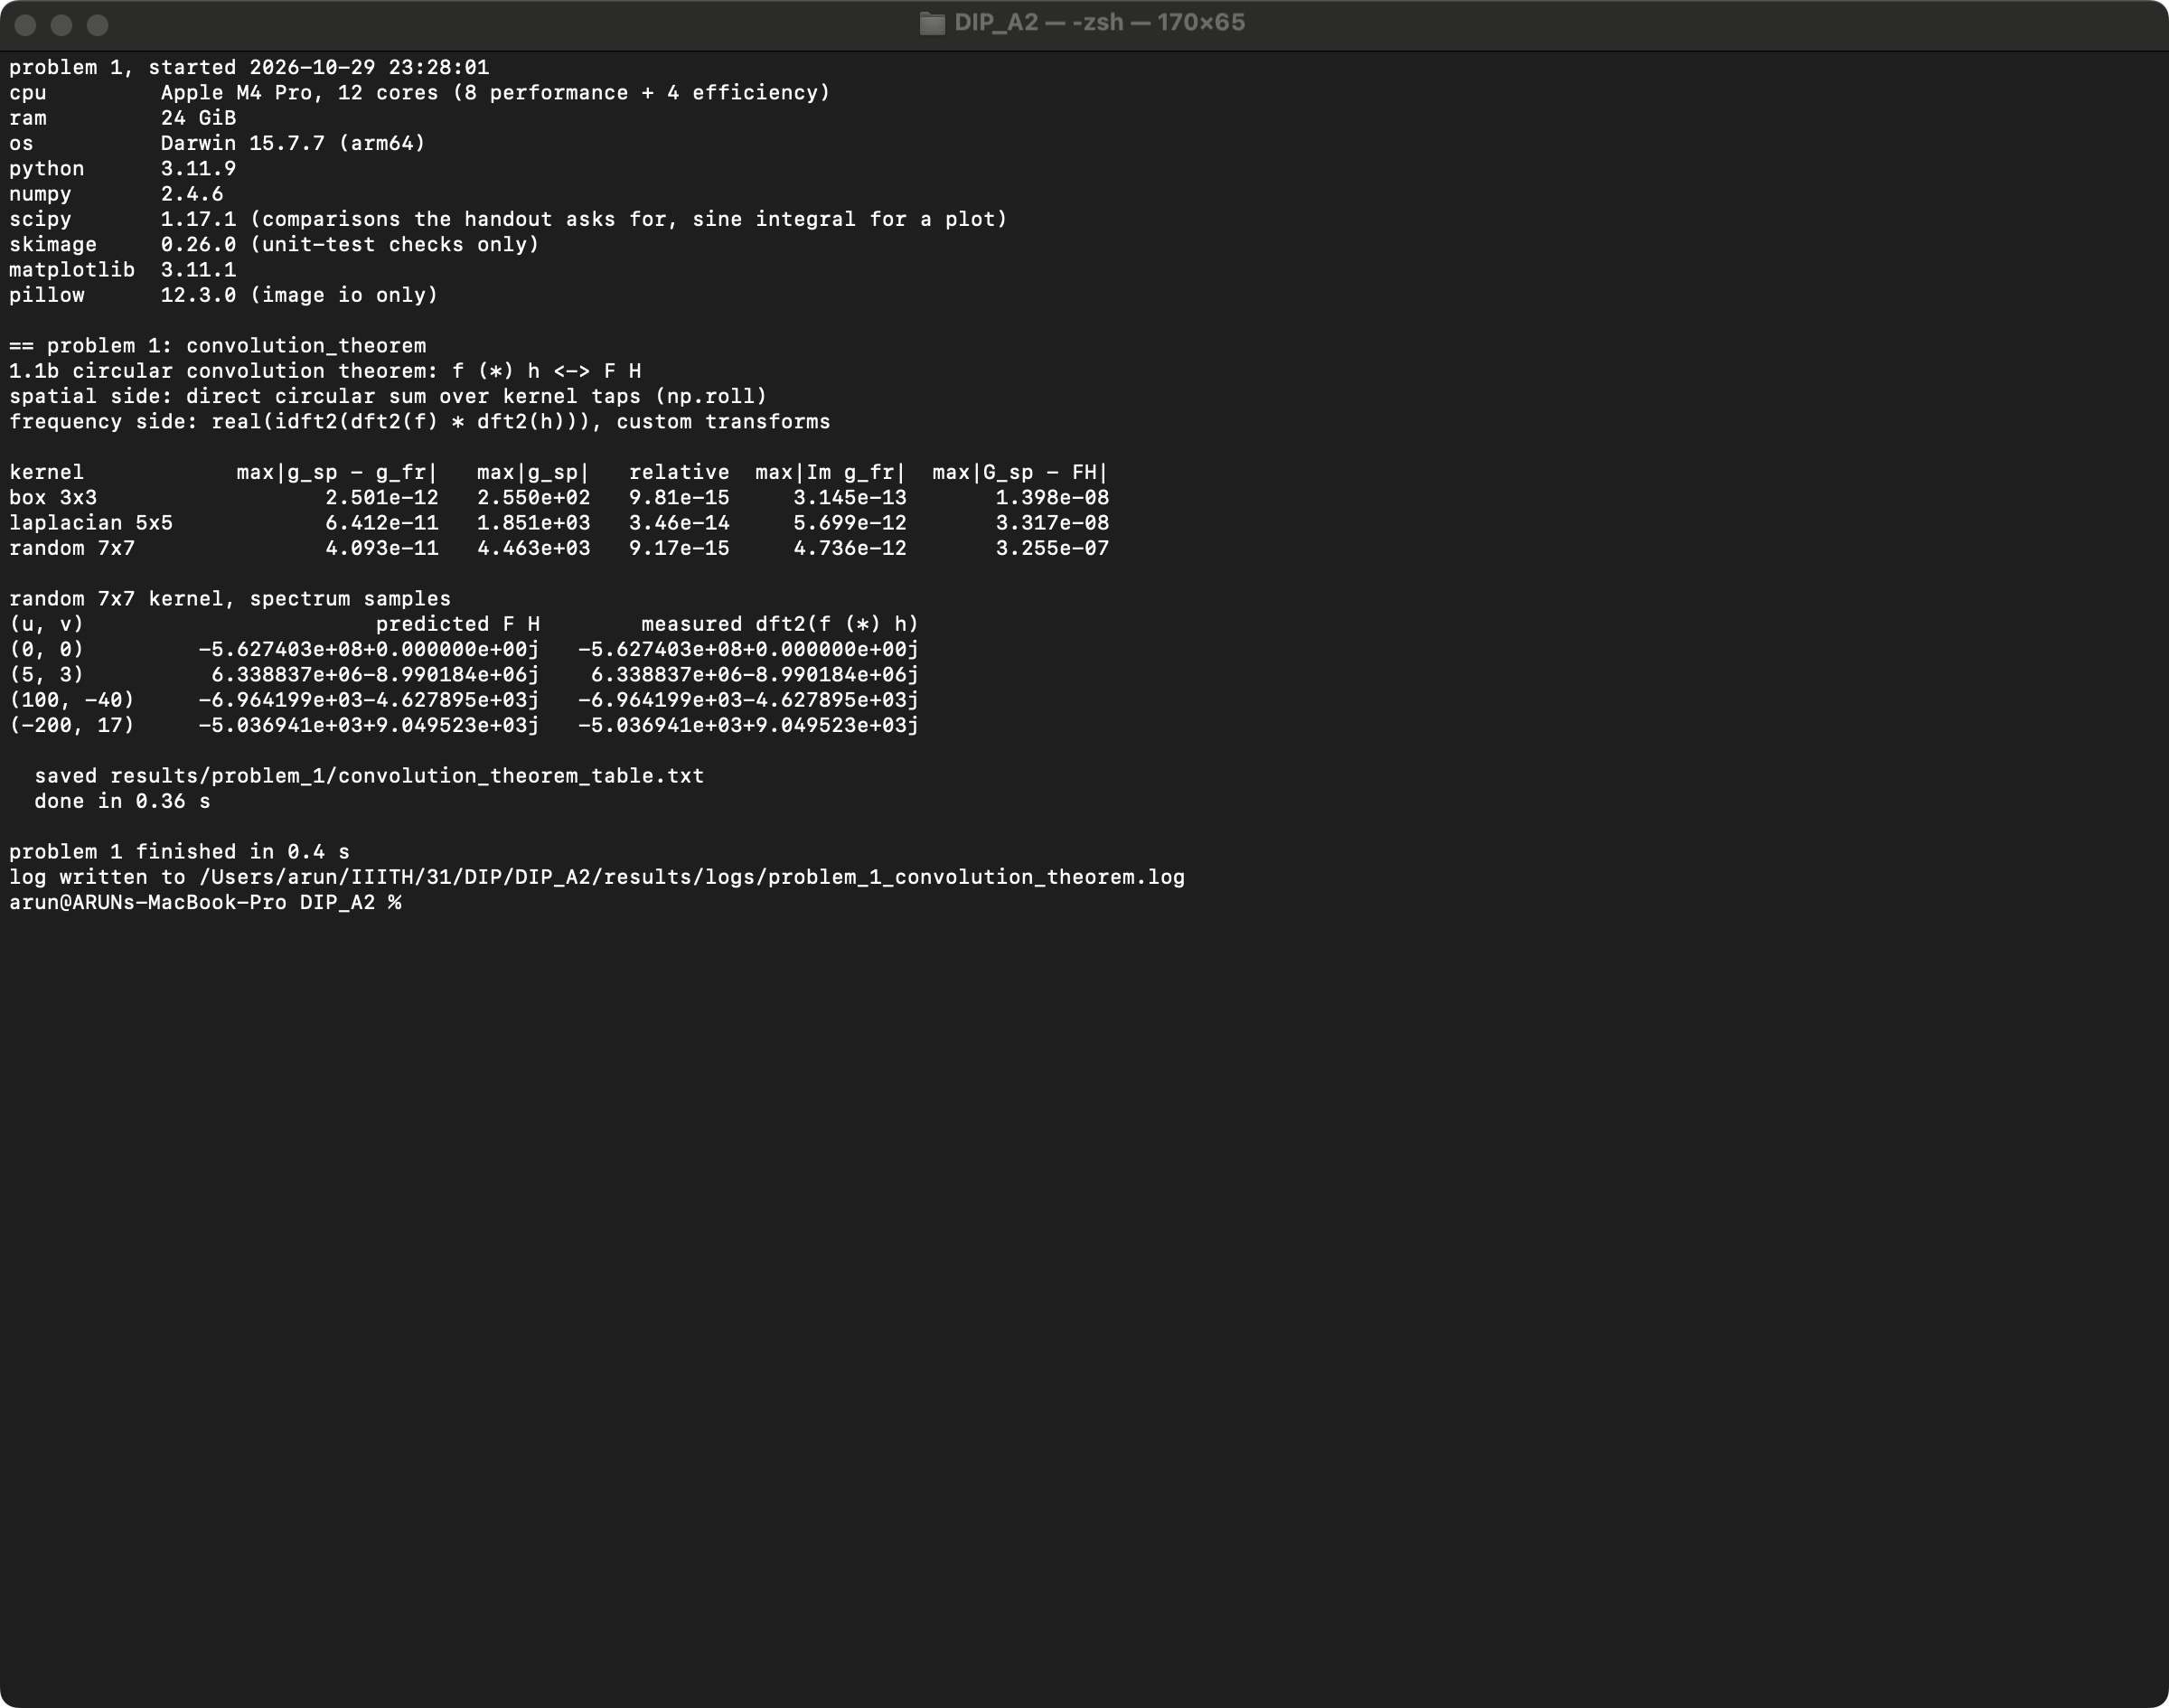 DIP_A2 — -zsh — 170×65
problem 1, started 2026-10-29 23:28:01
cpu         Apple M4 Pro, 12 cores (8 performance + 4 efficiency)
ram         24 GiB
os          Darwin 15.7.7 (arm64)
python      3.11.9
numpy       2.4.6
scipy       1.17.1 (comparisons the handout asks for, sine integral for a plot)
skimage     0.26.0 (unit-test checks only)
matplotlib  3.11.1
pillow      12.3.0 (image io only)

== problem 1: convolution_theorem
1.1b circular convolution theorem: f (*) h <-> F H
spatial side: direct circular sum over kernel taps (np.roll)
frequency side: real(idft2(dft2(f) * dft2(h))), custom transforms

kernel            max|g_sp - g_fr|   max|g_sp|   relative  max|Im g_fr|  max|G_sp - FH|
box 3x3                  2.501e-12   2.550e+02   9.81e-15     3.145e-13       1.398e-08
laplacian 5x5            6.412e-11   1.851e+03   3.46e-14     5.699e-12       3.317e-08
random 7x7               4.093e-11   4.463e+03   9.17e-15     4.736e-12       3.255e-07

random 7x7 kernel, spectrum samples
(u, v)                       predicted F H        measured dft2(f (*) h)
(0, 0)         -5.627403e+08+0.000000e+00j   -5.627403e+08+0.000000e+00j
(5, 3)          6.338837e+06-8.990184e+06j    6.338837e+06-8.990184e+06j
(100, -40)     -6.964199e+03-4.627895e+03j   -6.964199e+03-4.627895e+03j
(-200, 17)     -5.036941e+03+9.049523e+03j   -5.036941e+03+9.049523e+03j

  saved results/problem_1/convolution_theorem_table.txt
  done in 0.36 s

problem 1 finished in 0.4 s
log written to /Users/arun/IIITH/31/DIP/DIP_A2/results/logs/problem_1_convolution_theorem.log
arun@ARUNs-MacBook-Pro DIP_A2 %